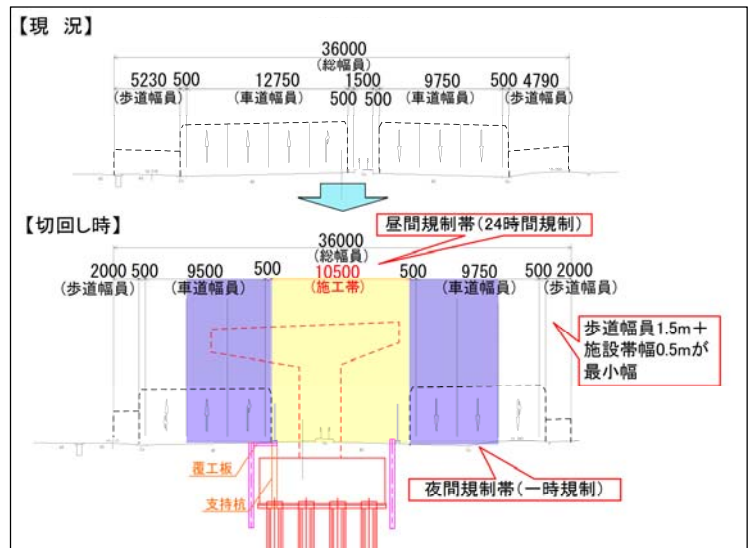 【現 況】
36000
(総幅員)
5230 500 12750 1500 9750 500 4790
(歩道幅員) (車道幅員) 500 500 (車道幅員) (歩道幅員)
【切回し時】
昼間規制帯(24時間規制)
36000
(総幅員)
2000 500 9500 500 10500 500 9750 500 2000
(歩道幅員) (車道幅員) (施工帯) (車道幅員) (歩道幅員)
歩道幅員1.5m+
施設帯幅0.5mが
最小幅
覆工板
支持杭
夜間規制帯(一時規制)